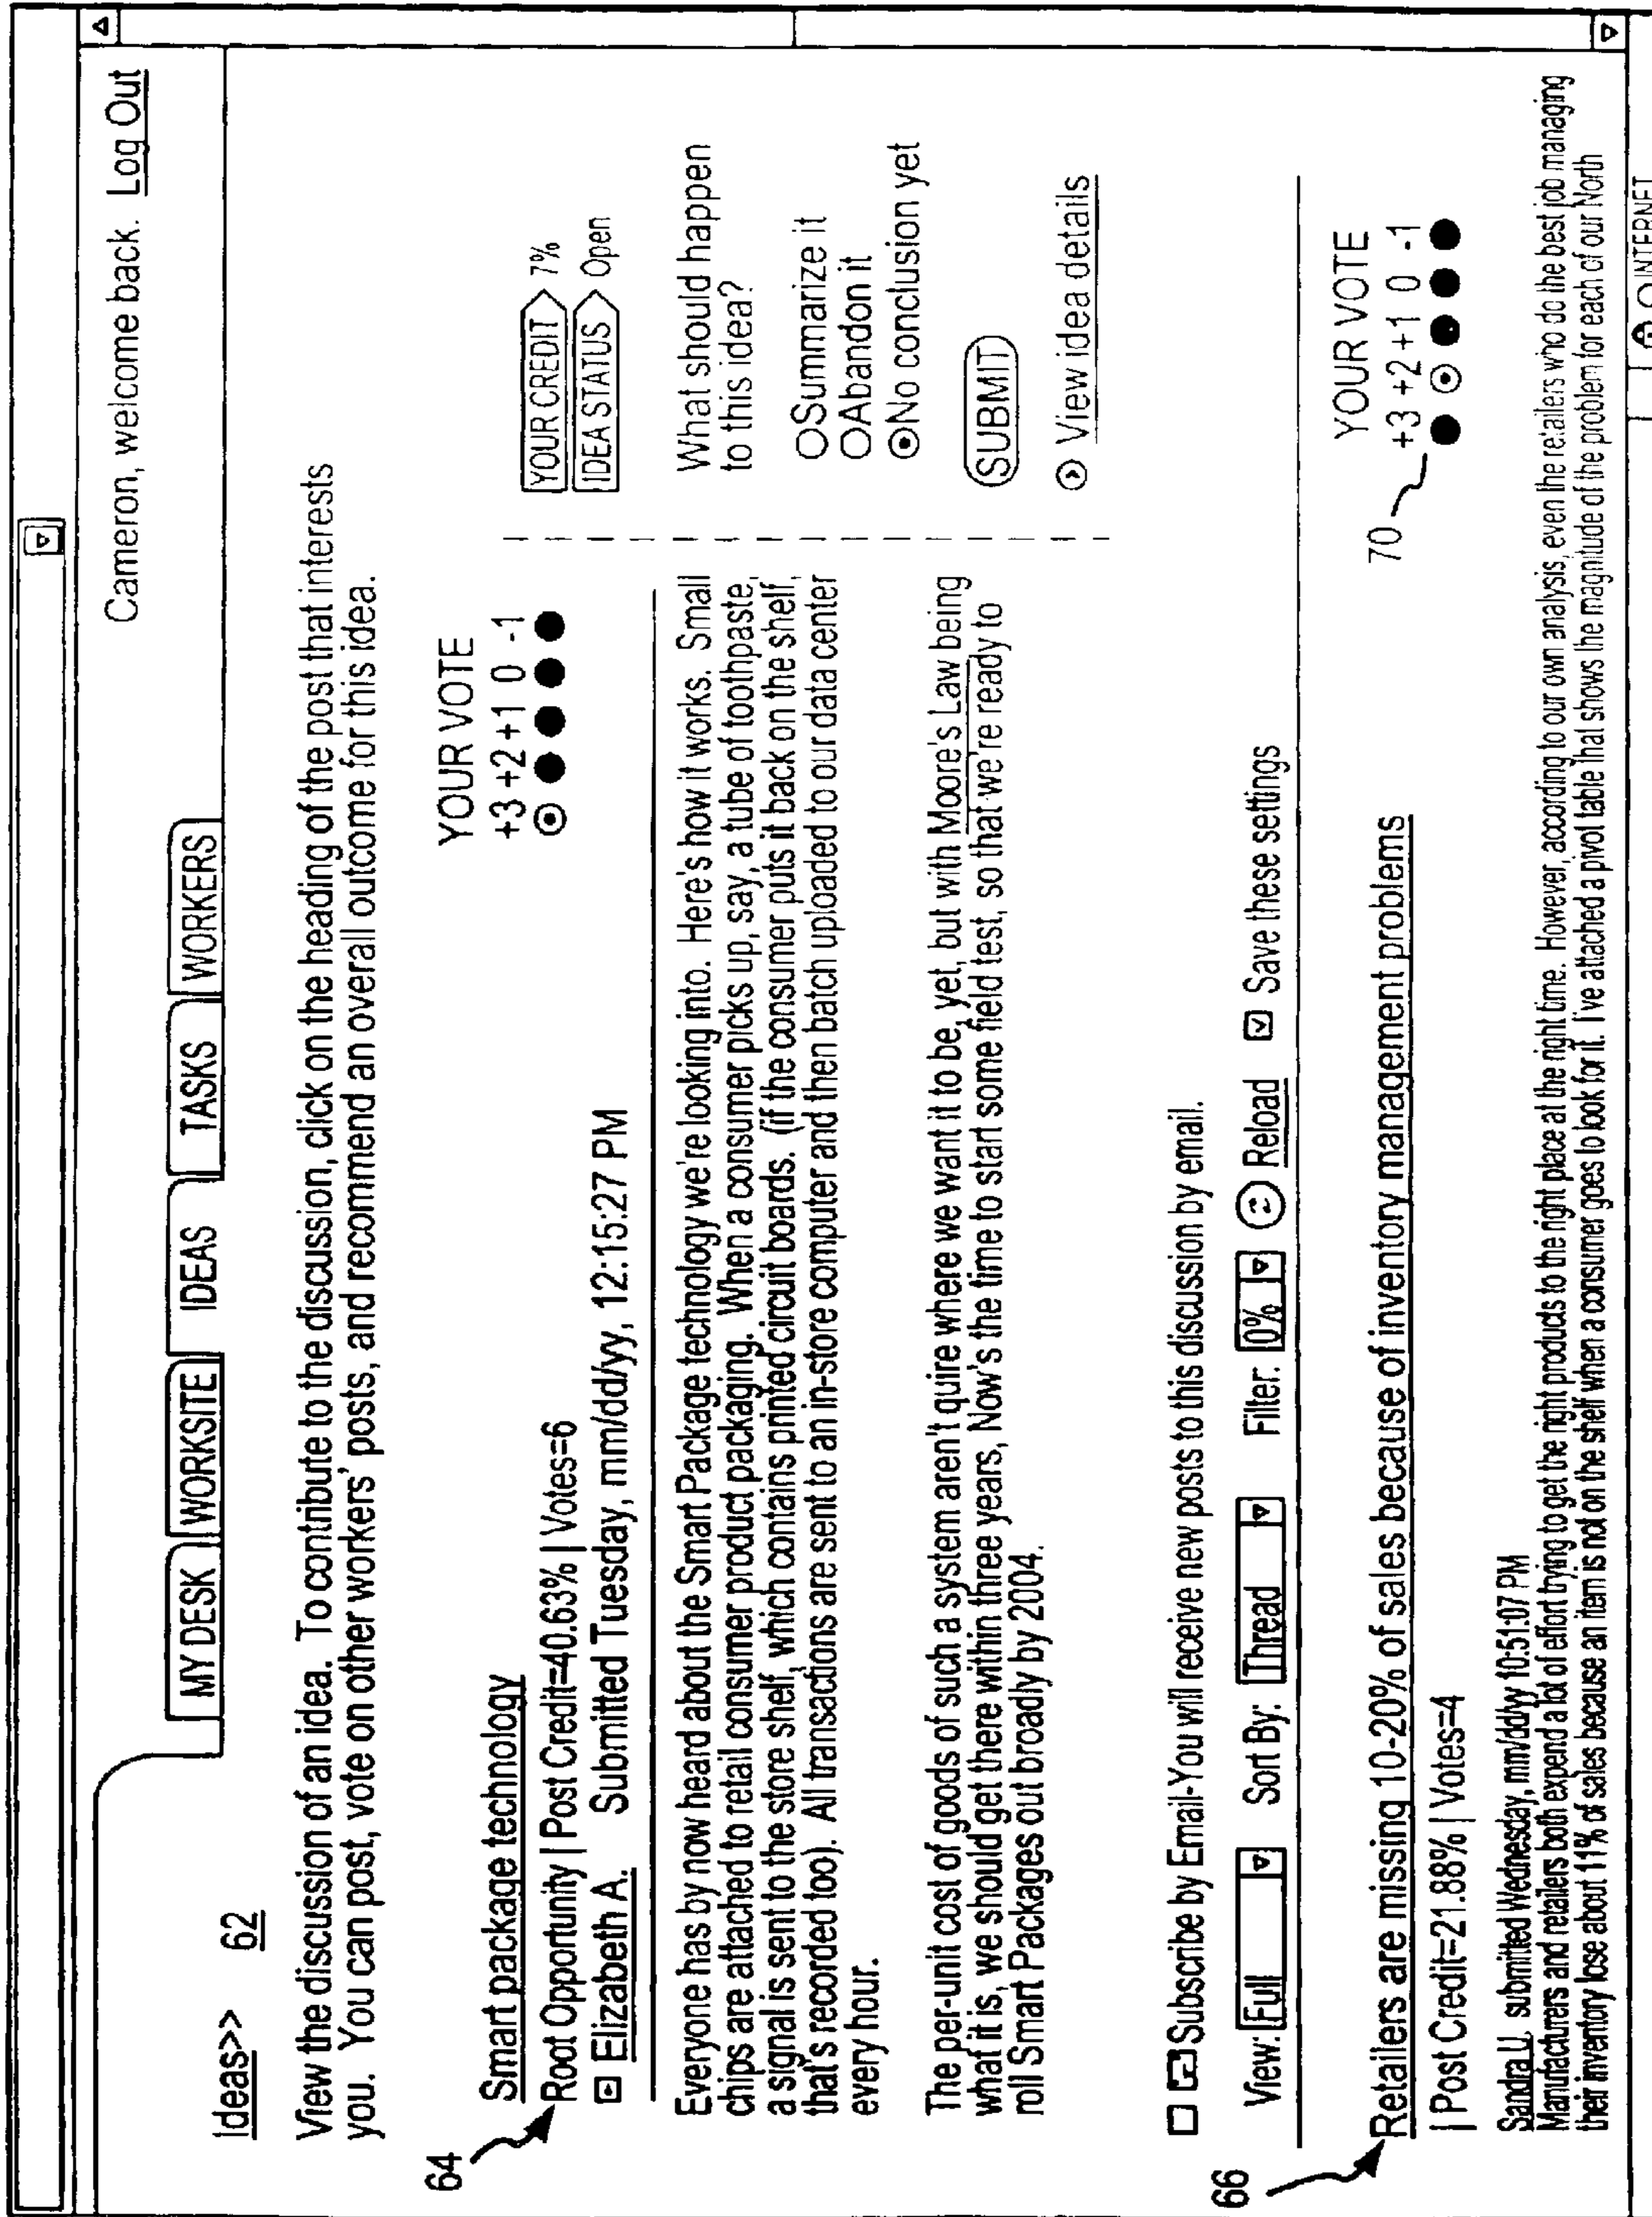 Cameron, welcome back. Log Out
MY DESK WORKSITE IDEAS TASKS WORKERS
Ideas>> 62
View the discussion of an idea. To contribute to the discussion, click on the heading of the post that interests
you. You can post, vote on other workers' posts, and recommend an overall outcome for this idea.
64
Smart package technology
Root Opportunity | Post Credit=40.63% | Votes=6
Elizabeth A. Submitted Tuesday, mm/dd/yy, 12:15:27 PM
YOUR VOTE
+3 +2 +1 0 -1
Everyone has by now heard about the Smart Package technology we're looking into. Here's how it works. Small
chips are attached to retail consumer product packaging. When a consumer picks up, say, a tube of toothpaste,
a signal is sent to the store shelf, which contains printed circuit boards. (if the consumer puts it back on the shelf,
that's recorded too). All transactions are sent to an in-store computer and then batch uploaded to our data center
every hour.
The per-unit cost of goods of such a system aren't quire where we want it to be, yet, but with Moore's Law being
what it is, we should get there within three years, Now's the time to start some field test, so that we're ready to
roll Smart Packages out broadly by 2004.
YOUR CREDIT 7%
IDEA STATUS Open
What should happen
to this idea?
Summarize it
Abandon it
No conclusion yet
SUBMIT
View idea details
Subscribe by Email-You will receive new posts to this discussion by email.
View: Full Sort By: Thread Filter: 0% Reload Save these settings
66
Retailers are missing 10-20% of sales because of inventory management problems
| Post Credit=21.88% | Votes=4
YOUR VOTE
+3 +2 +1 0 -1
70
Sandra U. submitted Wednesday, mm/dd/yy 10:51:07 PM
Manufacturers and retailers both expend a lot of effort trying to get the right products to the right place at the right time. However, according to our own analysis, even the retailers who do the best job managing
their inventory lose about 11% of sales because an item is not on the shelf when a consumer goes to look for it. I've attached a pivot table that shows the magnitude of the problem for each of our North
INTERNET